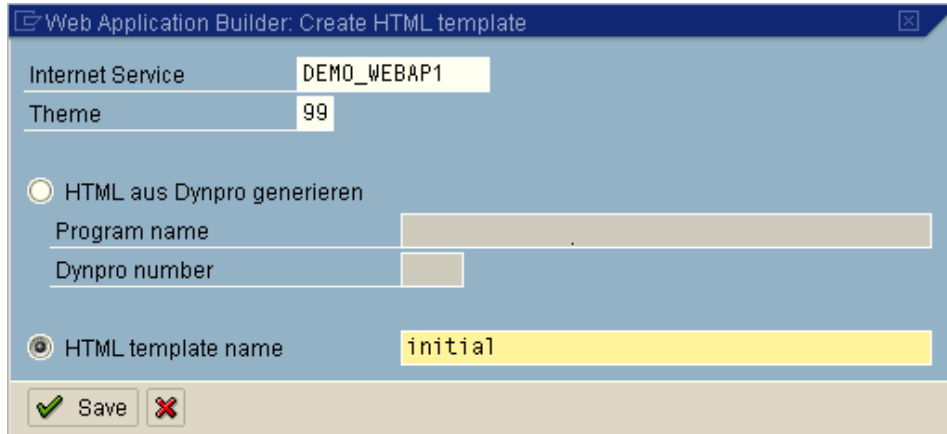 Web Application Builder: Create HTML template
Internet Service DEMO_WEBAP1
Theme 99
HTML aus Dynpro generieren
Program name
Dynpro number
HTML template name initial
Save